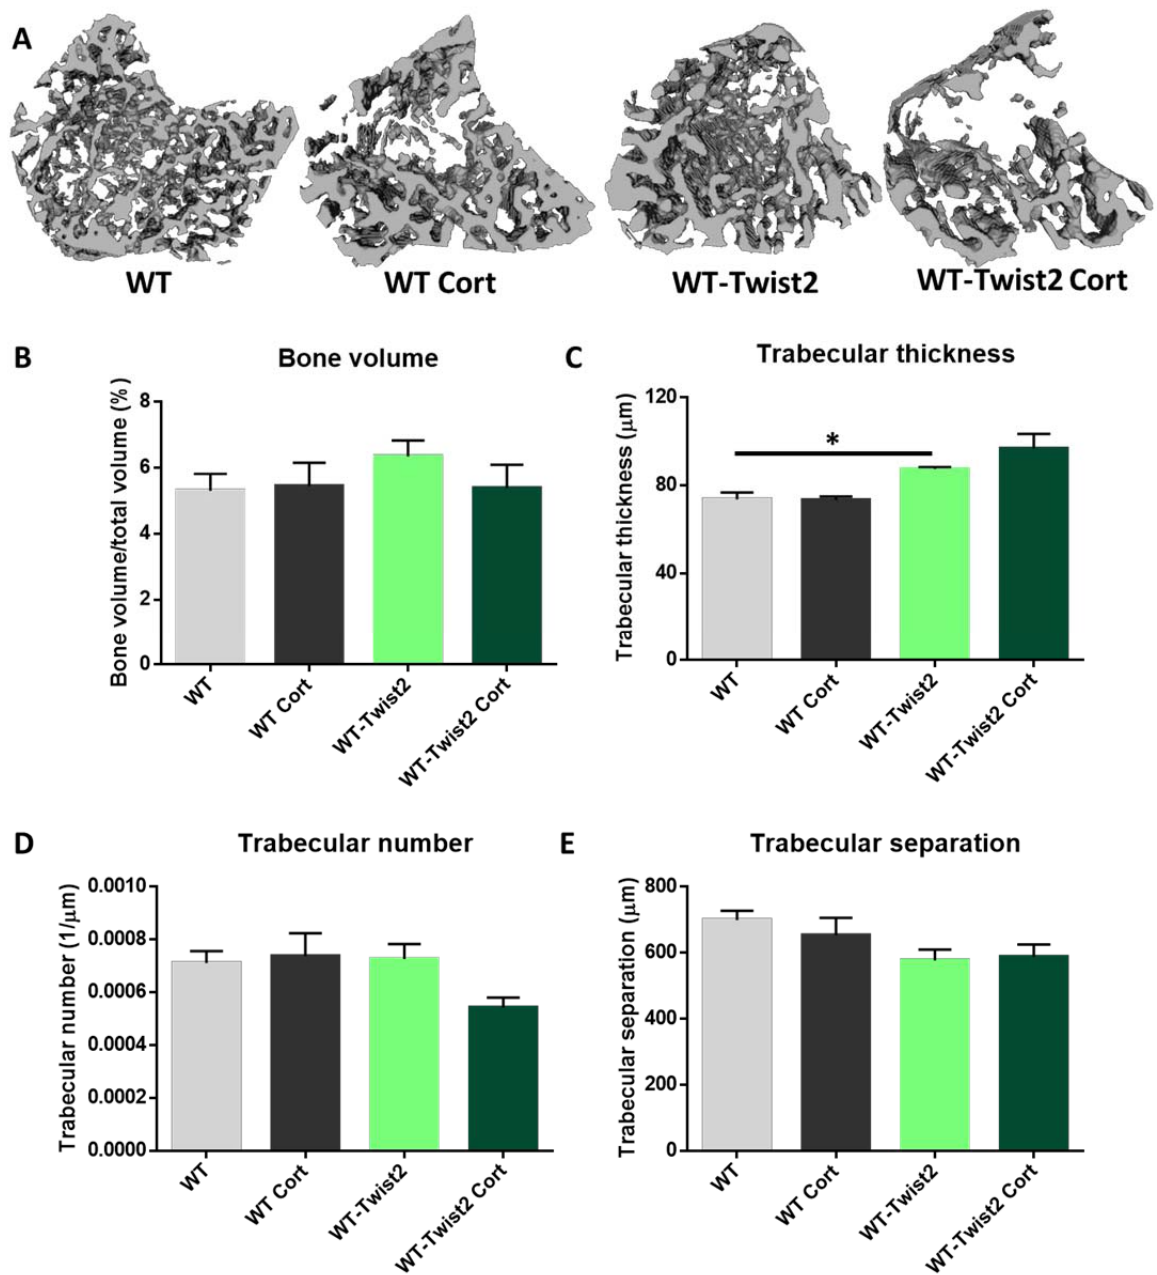 A
WT
WT Cort
WT-Twist2
WT-Twist2 Cort
B
Bone volume
Bone volume/total volume (%)
8
6
4
2
0
WT
WT Cort
WT-Twist2
WT-Twist2 Cort
C
Trabecular thickness
Trabecular thickness (μm)
120
80
40
0
*
WT
WT Cort
WT-Twist2
WT-Twist2 Cort
D
Trabecular number
Trabecular number (1/μm)
0.0010
0.0008
0.0006
0.0004
0.0002
0.0000
WT
WT Cort
WT-Twist2
WT-Twist2 Cort
E
Trabecular separation
Trabecular separation (μm)
800
600
400
200
0
WT
WT Cort
WT-Twist2
WT-Twist2 Cort